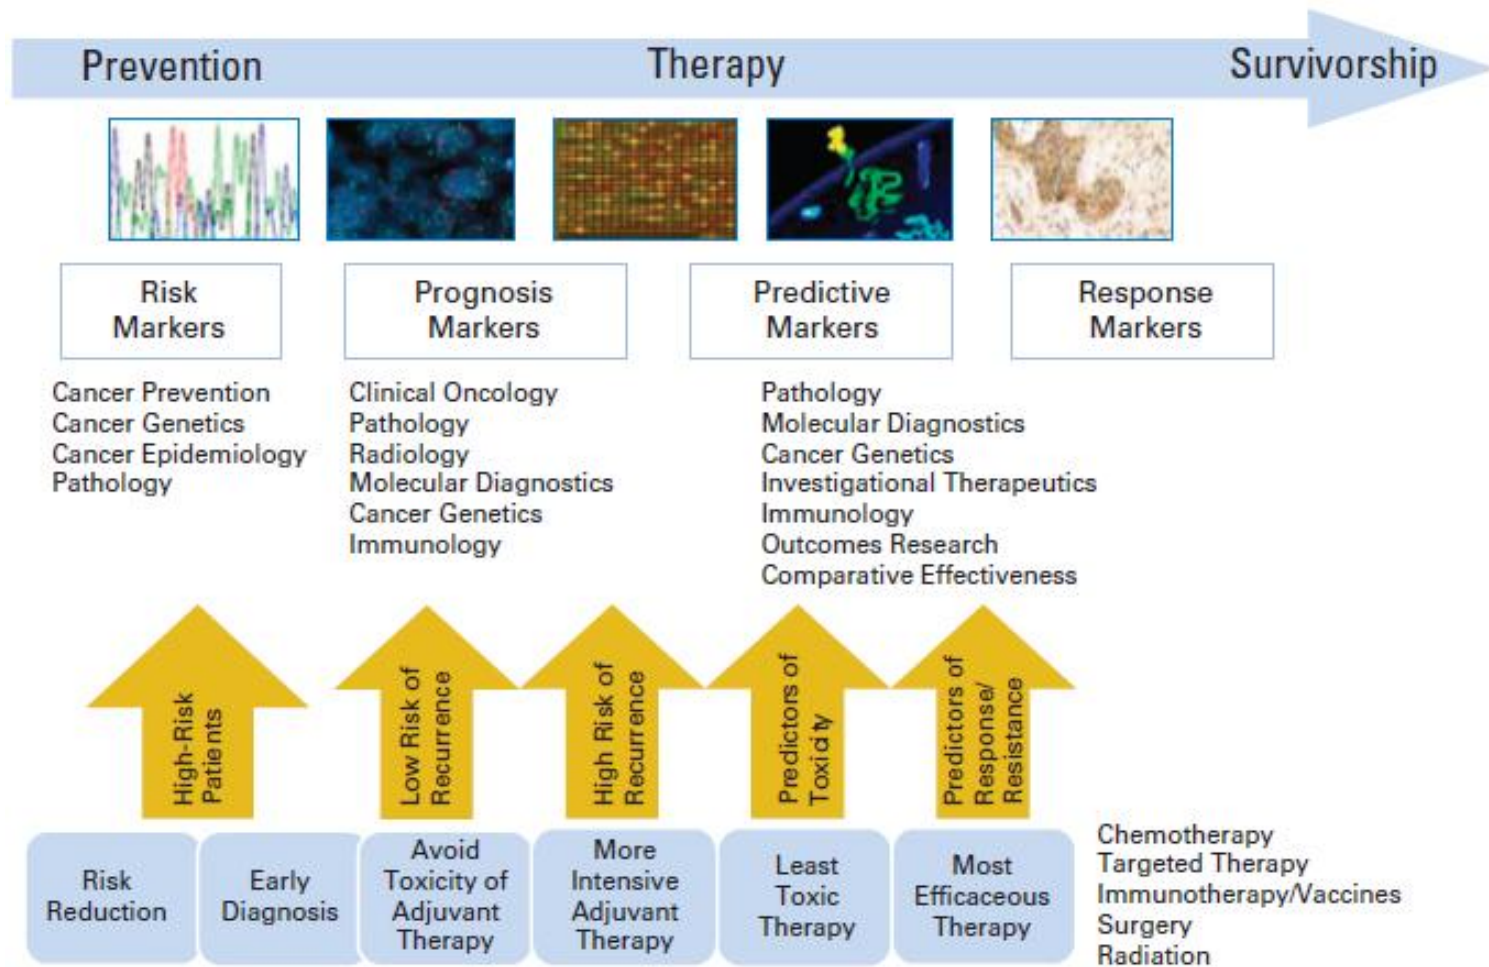 Prevention
Therapy
Survivorship
Risk
Markers
Prognosis
Markers
Predictive
Markers
Response
Markers
Cancer Prevention
Cancer Genetics
Cancer Epidemiology
Pathology
Clinical Oncology
Pathology
Radiology
Molecular Diagnostics
Cancer Genetics
Immunology
Pathology
Molecular Diagnostics
Cancer Genetics
Investigational Therapeutics
Immunology
Outcomes Research
Comparative Effectiveness
High-Risk
Patients
Low Risk of
Recurrence
High Risk of
Recurrence
Predictors of
Toxicity
Predictors of
Response/
Resistance
Risk
Reduction
Early
Diagnosis
Avoid
Toxicity of
Adjuvant
Therapy
More
Intensive
Adjuvant
Therapy
Least
Toxic
Therapy
Most
Efficaceous
Therapy
Chemotherapy
Targeted Therapy
Immunotherapy/Vaccines
Surgery
Radiation